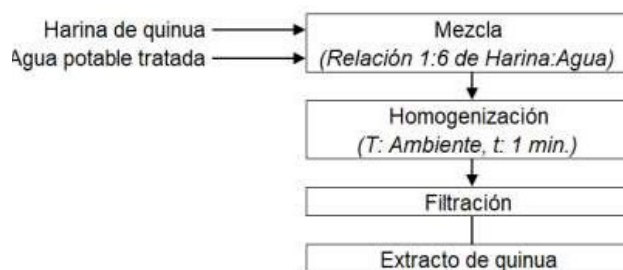 Harina de quinua
Agua potable tratada
Mezcla
(Relación 1:6 de Harina:Agua)
Homogenización
(T: Ambiente, t: 1 min.)
Filtración
Extracto de quinua